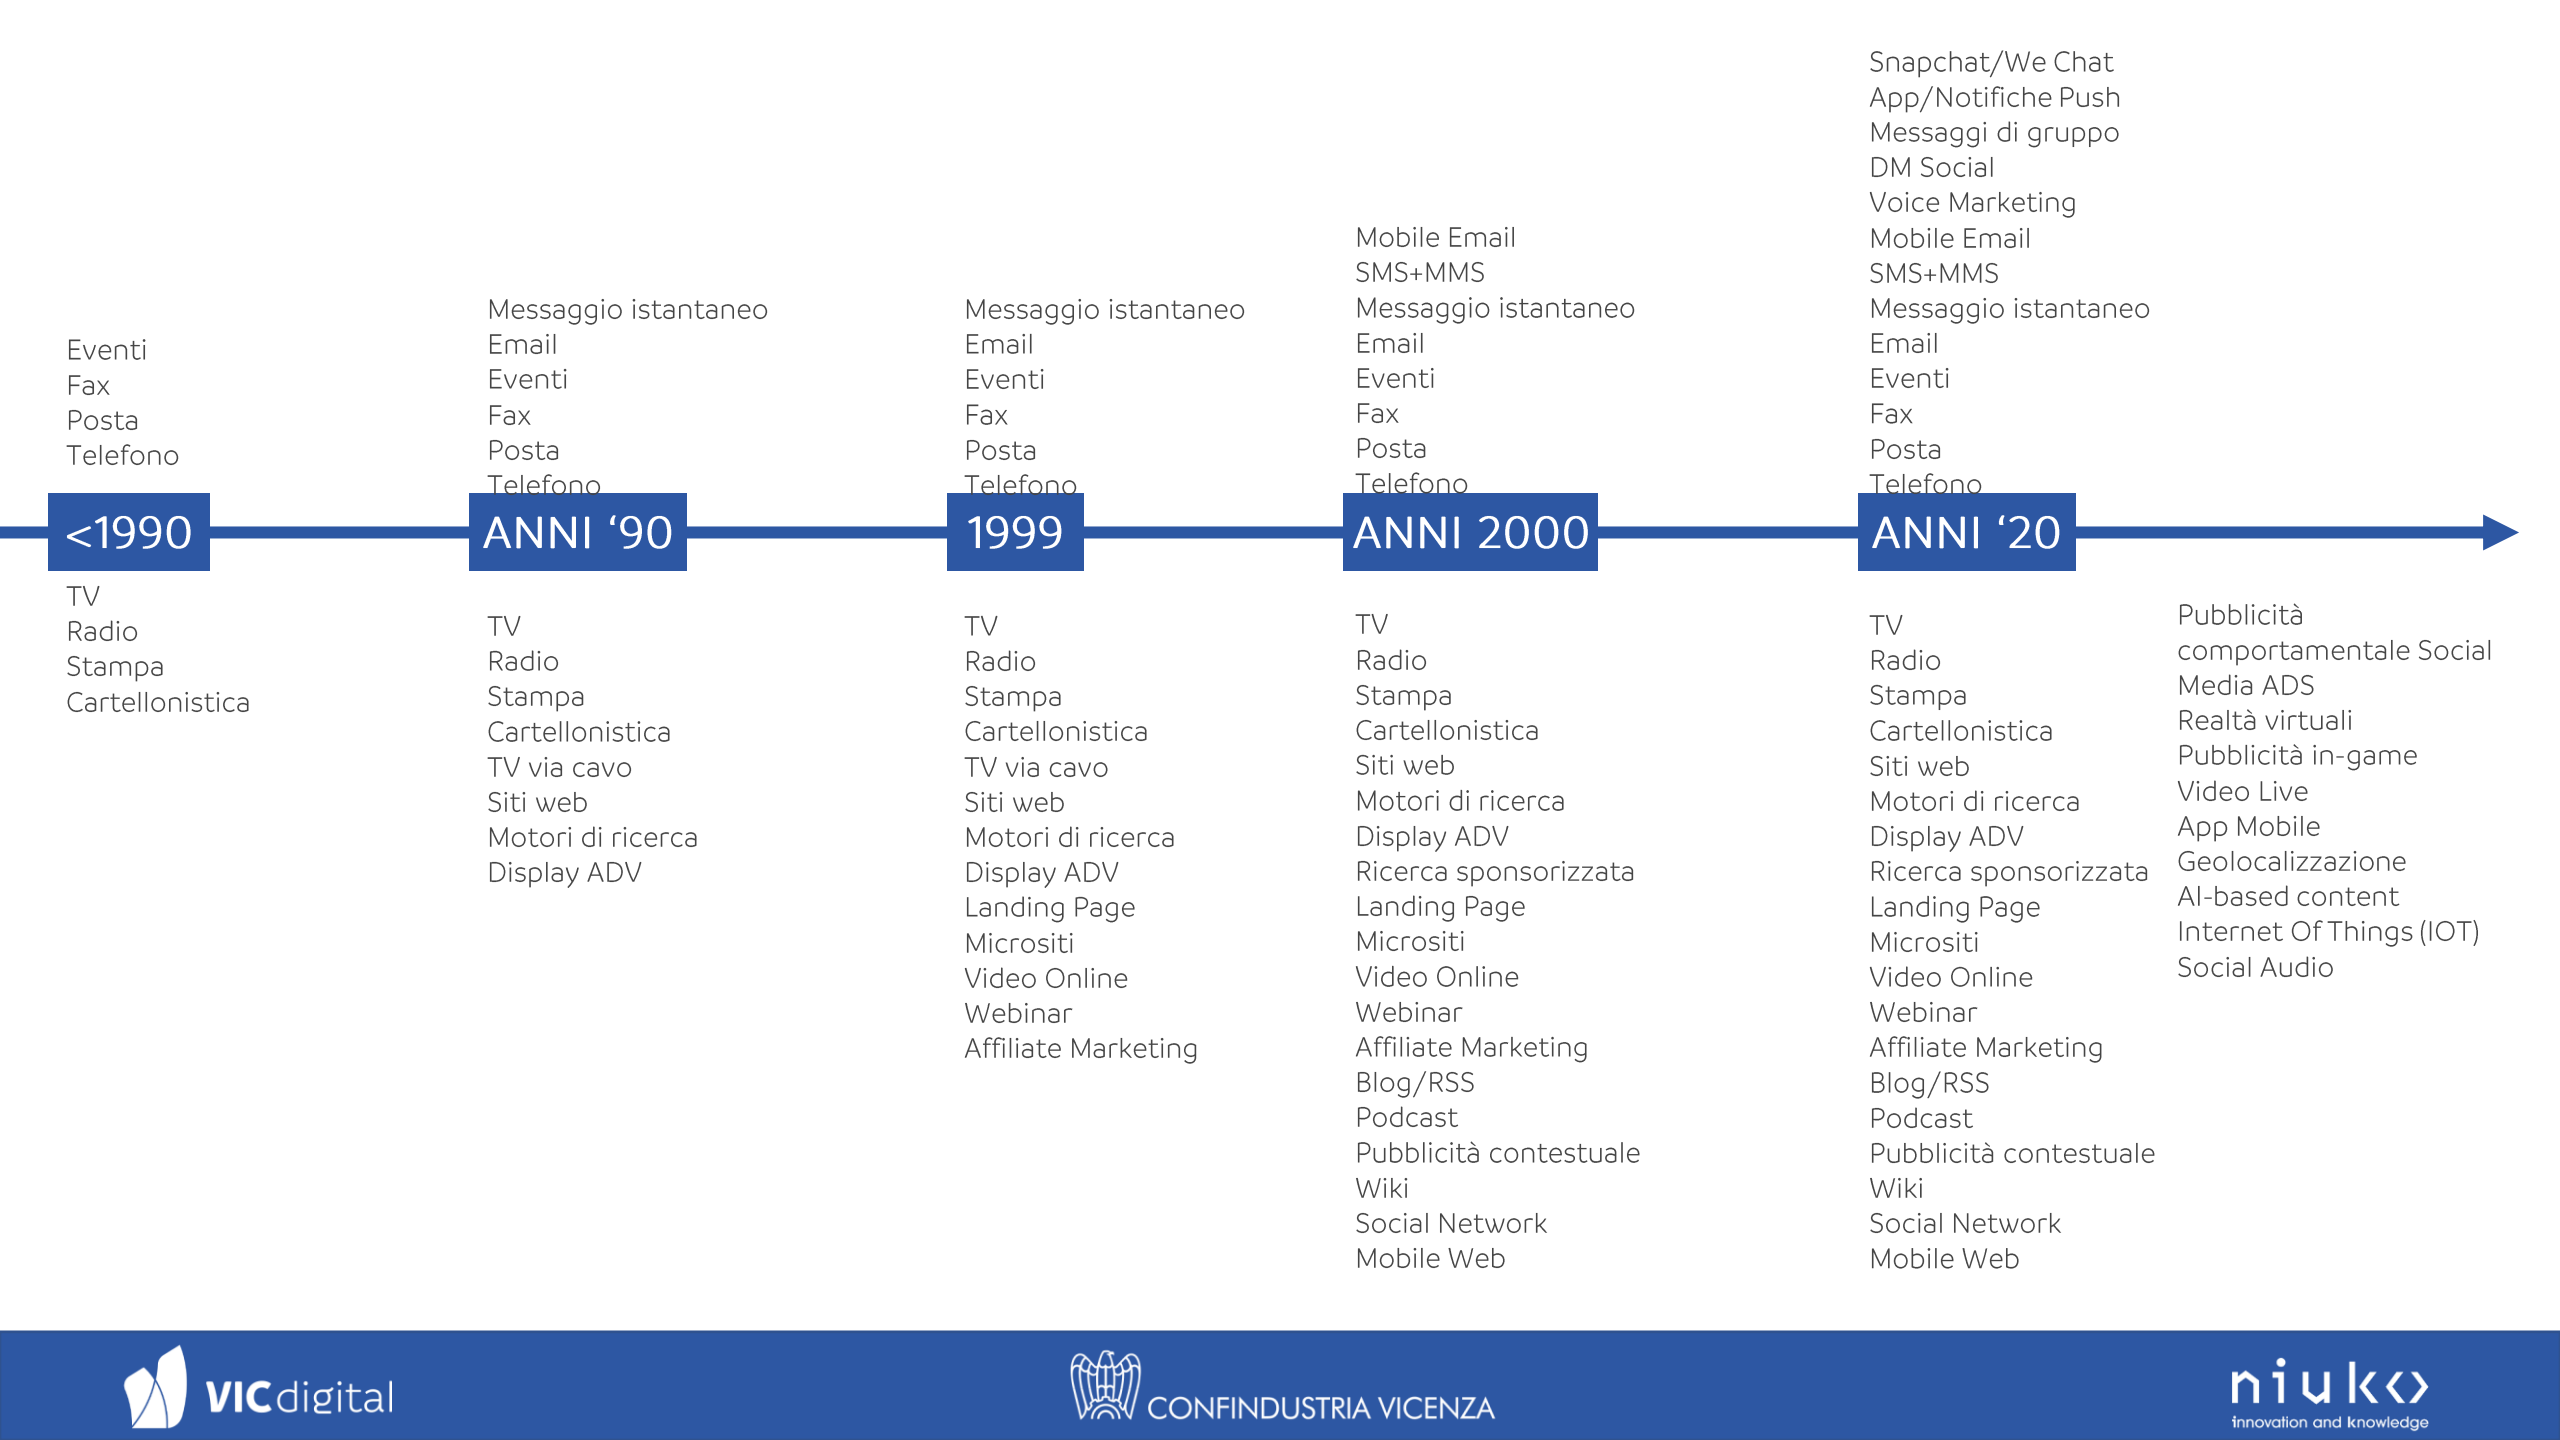 Eventi
Fax
Posta
Telefono
<1990
TV
Radio
Stampa
Cartellonistica
Messaggio istantaneo
Email
Eventi
Fax
Posta
Telefono
ANNI ‘90
TV
Radio
Stampa
Cartellonistica
TV via cavo
Siti web
Motori di ricerca
Display ADV
Messaggio istantaneo
Email
Eventi
Fax
Posta
Telefono
1999
TV
Radio
Stampa
Cartellonistica
TV via cavo
Siti web
Motori di ricerca
Display ADV
Landing Page
Micrositi
Video Online
Webinar
Affiliate Marketing
Mobile Email
SMS+MMS
Messaggio istantaneo
Email
Eventi
Fax
Posta
Telefono
ANNI 2000
TV
Radio
Stampa
Cartellonistica
Siti web
Motori di ricerca
Display ADV
Ricerca sponsorizzata
Landing Page
Micrositi
Video Online
Webinar
Affiliate Marketing
Blog/RSS
Podcast
Pubblicità contestuale
Wiki
Social Network
Mobile Web
Snapchat/We Chat
App/Notifiche Push
Messaggi di gruppo
DM Social
Voice Marketing
Mobile Email
SMS+MMS
Messaggio istantaneo
Email
Eventi
Fax
Posta
Telefono
ANNI ‘20
TV
Radio
Stampa
Cartellonistica
Siti web
Motori di ricerca
Display ADV
Ricerca sponsorizzata
Landing Page
Micrositi
Video Online
Webinar
Affiliate Marketing
Blog/RSS
Podcast
Pubblicità contestuale
Wiki
Social Network
Mobile Web
Pubblicità
comportamentale Social
Media ADS
Realtà virtuali
Pubblicità in-game
Video Live
App Mobile
Geolocalizzazione
AI-based content
Internet Of Things (IOT)
Social Audio
VICdigital
CONFINDUSTRIA VICENZA
niuko
innovation and knowledge